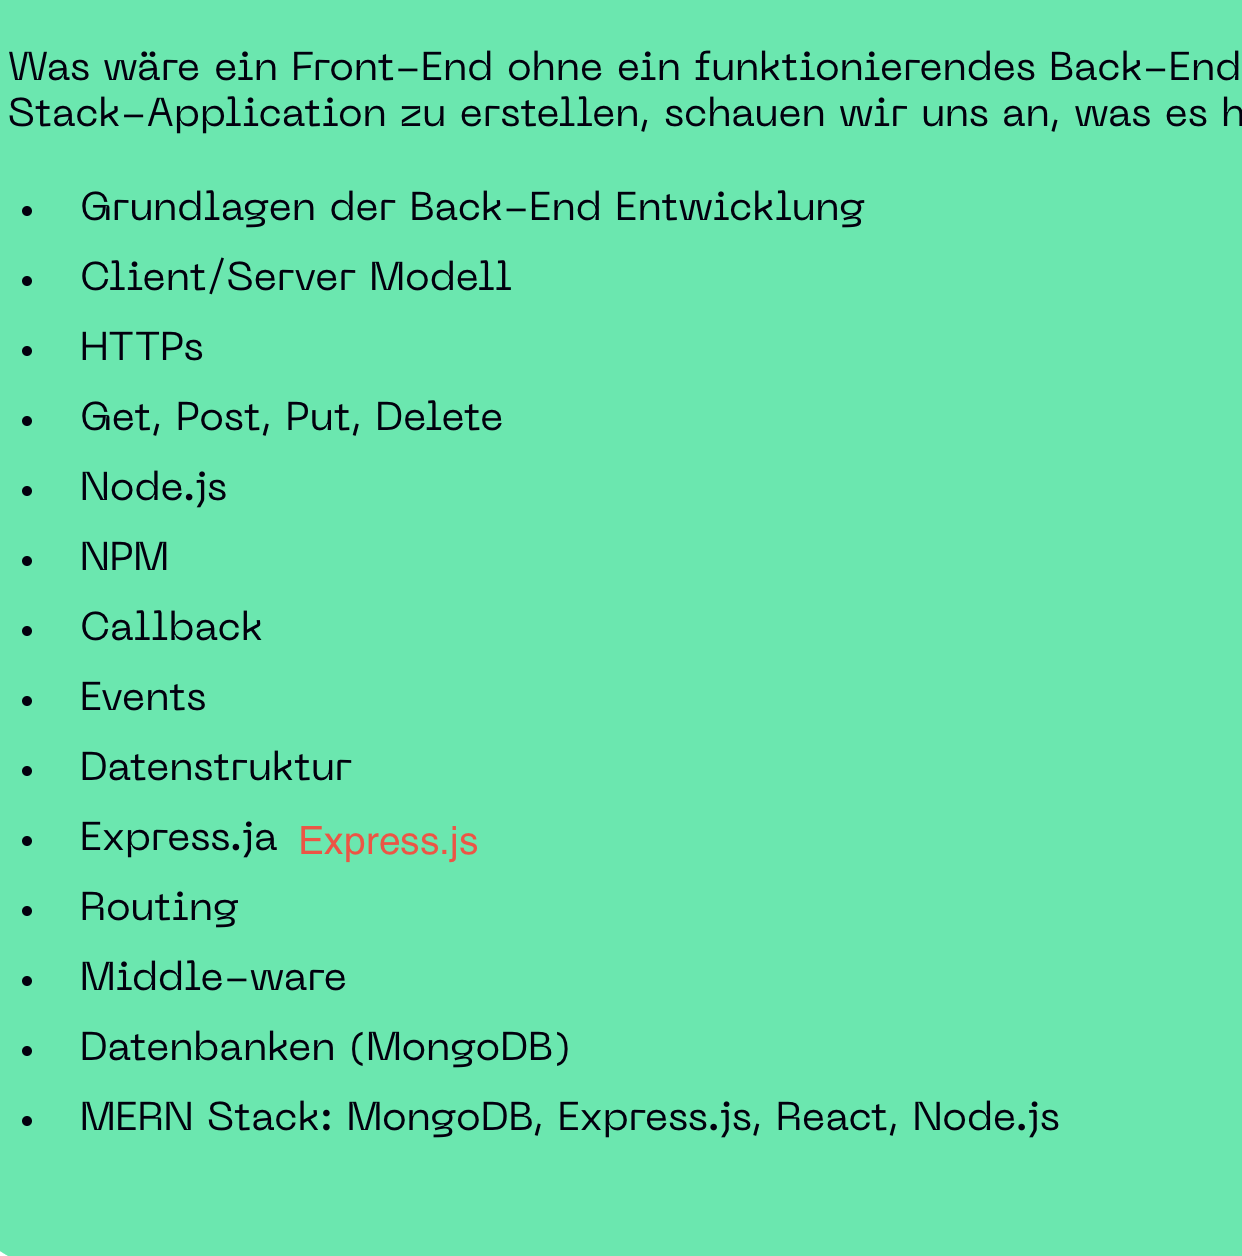 Was wäre ein Front-End ohne ein funktionierendes Back-End
Stack-Application zu erstellen, schauen wir uns an, was es
• Grundlagen der Back-End Entwicklung
• Client/Server Modell
• HTTPs
• Get, Post, Put, Delete
• Node.js
• NPM
• Callback
• Events
• Datenstruktur
• Express.ja Express.js
• Routing
• Middle-ware
• Datenbanken (MongoDB)
• MERN Stack: MongoDB, Express.js, React, Node.js